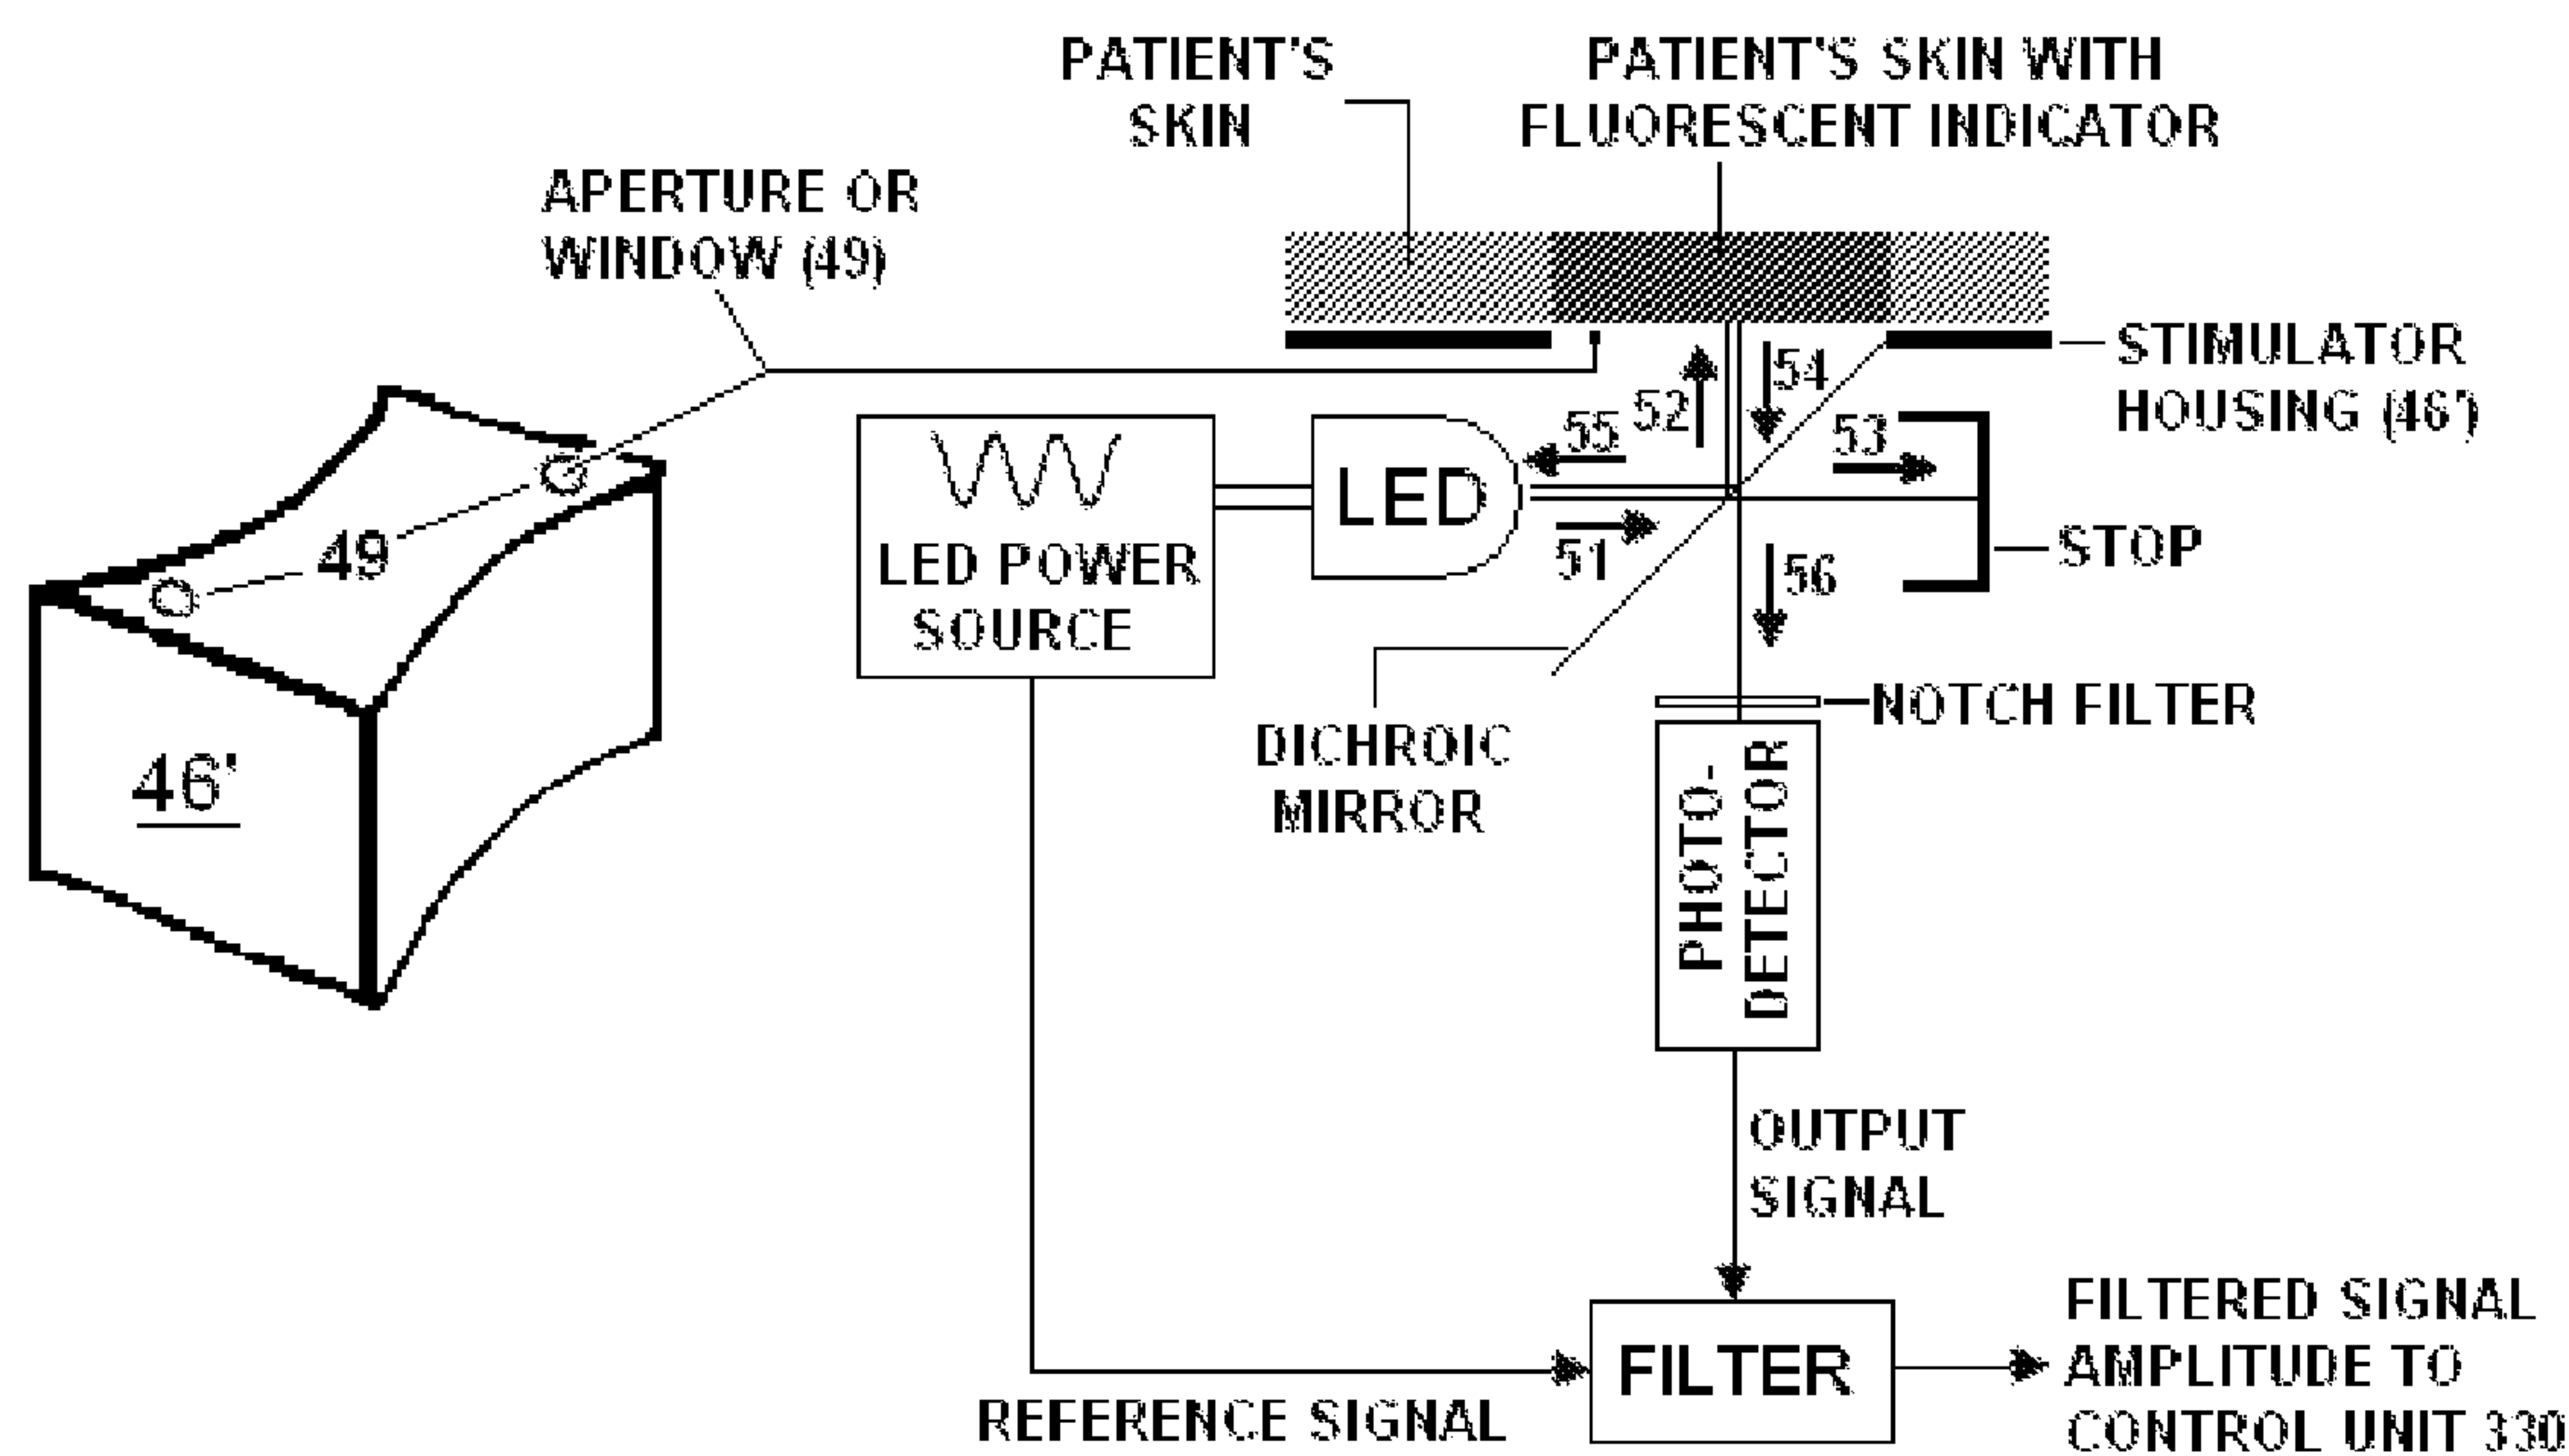 PATIENT'S
SKIN
PATIENT'S SKIN WITH
FLUORESCENT INDICATOR
APERTURE OR
WINDOW (49)
STIMULATOR
HOUSING (46')
54
52
55
53
LED
51
49
LED POWER
SOURCE
STOP
56
NOTCH FILTER
DICHROIC
MIRROR
46'
PHOTO-
DETECTOR
OUTPUT
SIGNAL
FILTER
REFERENCE SIGNAL
FILTERED SIGNAL
AMPLITUDE TO
CONTROL UNIT 330